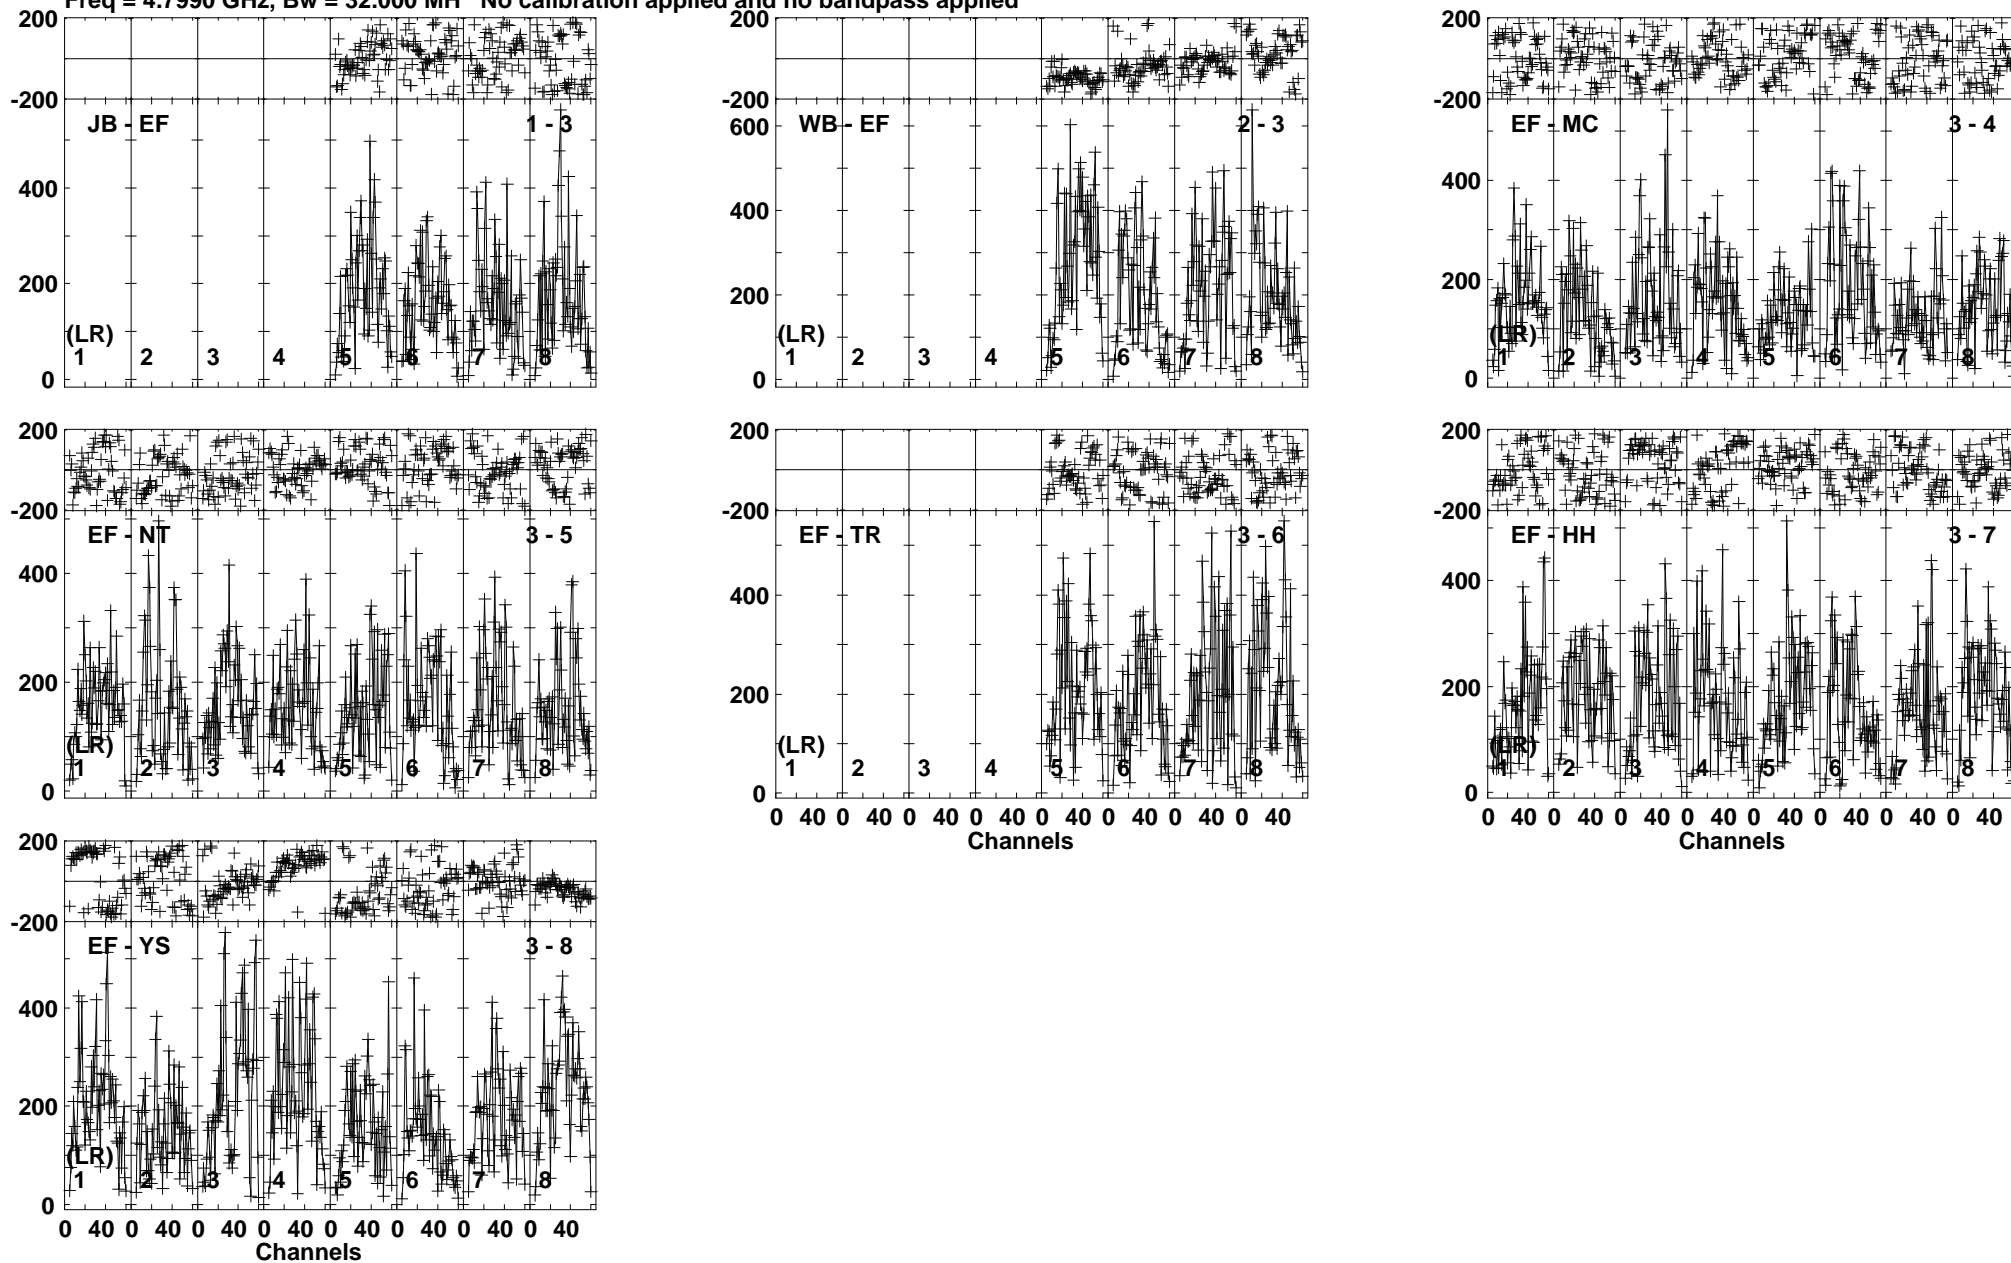 Freq = 4.7990 GHz, Bw = 32.000 MH No calibration applied and no bandpass applied
200
-200
JB - EF 1 - 3
400
200
0
(LR)
1 2 3 4 5 6 7 8
200
-200
WB - EF 2 - 3
600
400
200
0
(LR)
1 2 3 4 5 6 7 8
200
-200
EF - MC 3 - 4
400
200
0
(LR)
1 2 3 4 5 6 7 8
200
-200
EF - NT 3 - 5
400
200
0
(LR)
1 2 3 4 5 6 7 8
200
-200
EF - TR 3 - 6
400
200
0
(LR)
1 2 3 4 5 6 7 8
0 40 0 40 0 40 0 40 0 40 0 40 0 40 0 40
Channels
200
-200
EF - HH 3 - 7
400
200
0
(LR)
1 2 3 4 5 6 7 8
0 40 0 40 0 40 0 40 0 40 0 40 0 40 0 40
Channels
200
-200
EF - YS 3 - 8
400
200
0
(LR)
1 2 3 4 5 6 7 8
0 40 0 40 0 40 0 40 0 40 0 40 0 40 0 40
Channels